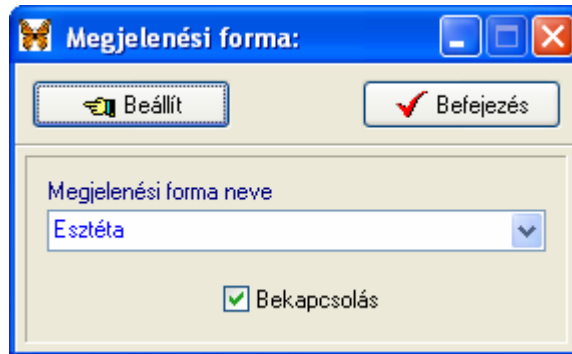 Megjelenési forma:
Beállít
Befejezés
Megjelenési forma neve
Esztéta
Bekapcsolás